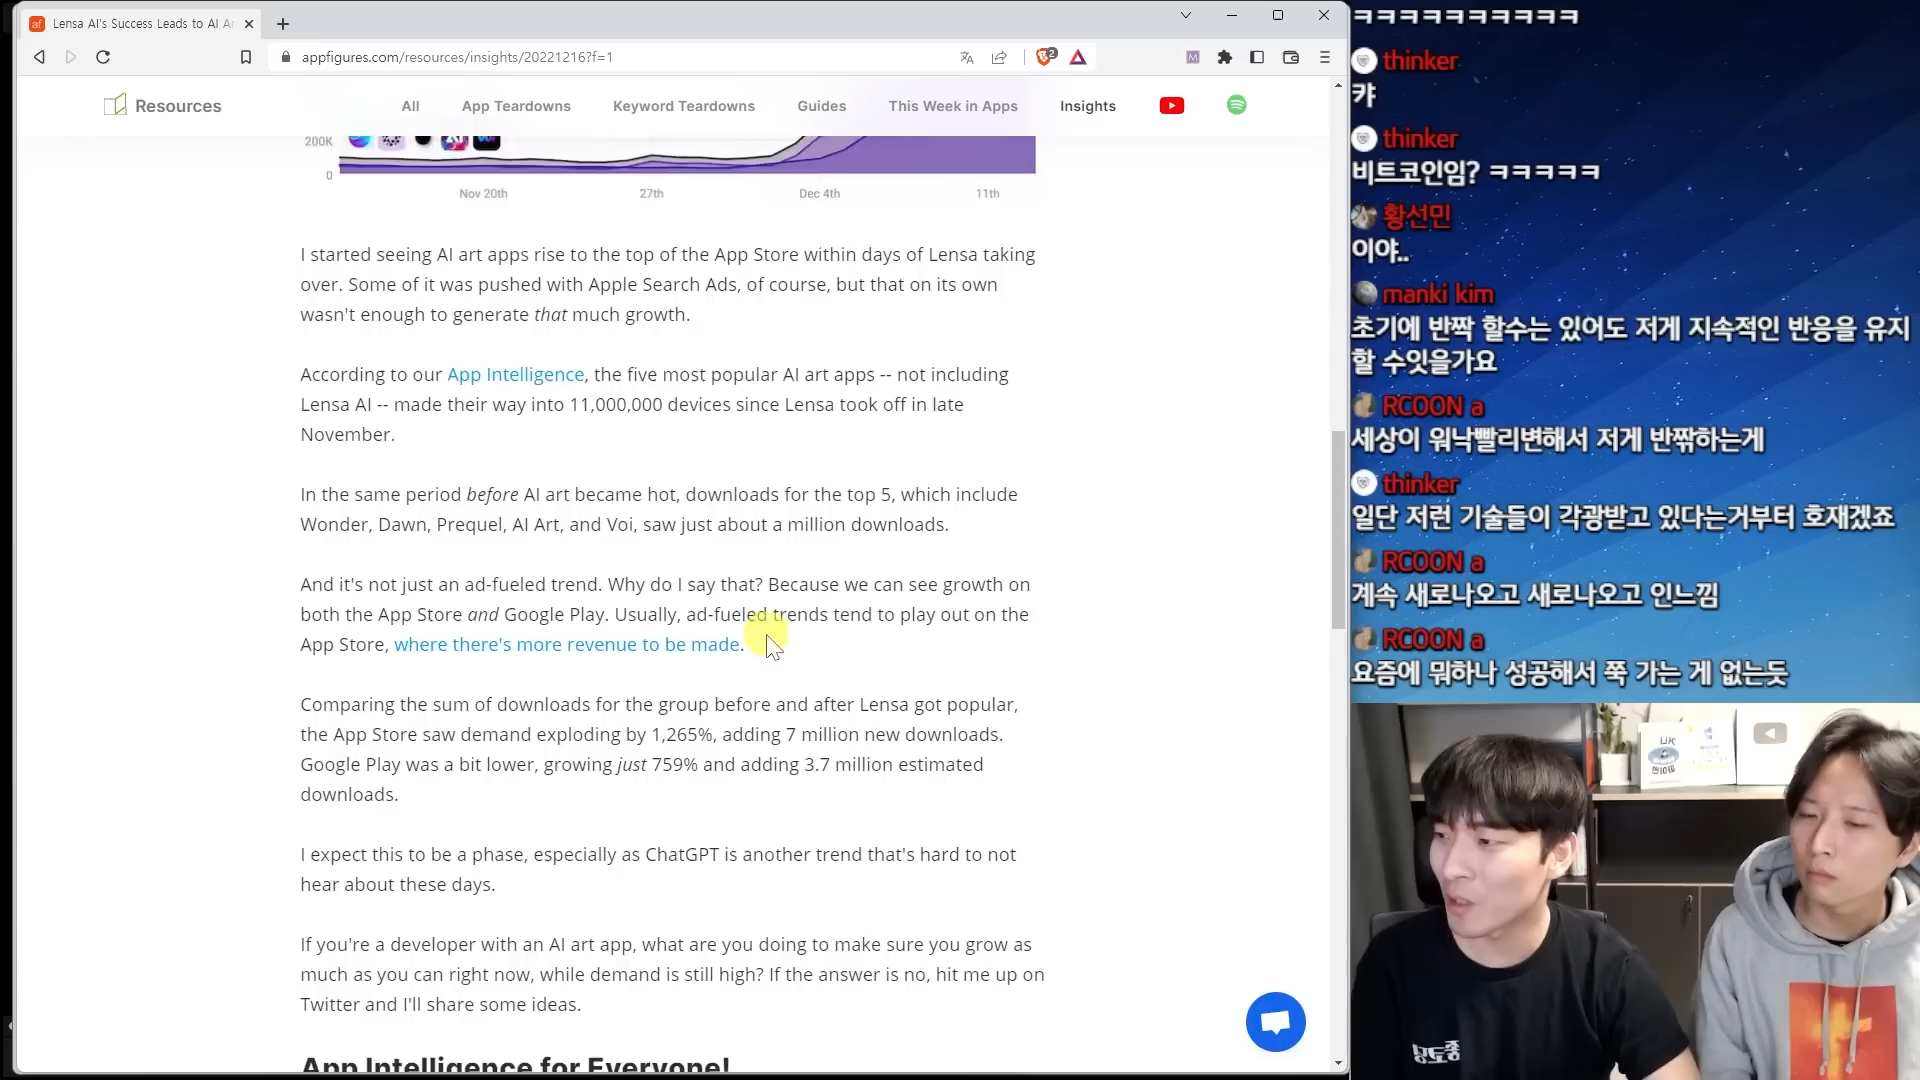 Lensa AI's Success Leads to AI Ar
appfigures.com/resources/insights/20221216?f=1
2
Resources
All
App Teardowns
Keyword Teardowns
Guides
This Week in Apps
Insights
200K
0
Nov 20th
27th
Dec 4th
11th
I started seeing AI art apps rise to the top of the App Store within days of Lensa taking
over. Some of it was pushed with Apple Search Ads, of course, but that on its own
wasn't enough to generate that much growth.
According to our App Intelligence, the five most popular AI art apps -- not including
Lensa AI -- made their way into 11,000,000 devices since Lensa took off in late
November.
In the same period before AI art became hot, downloads for the top 5, which include
Wonder, Dawn, Prequel, AI Art, and Voi, saw just about a million downloads.
And it's not just an ad-fueled trend. Why do I say that? Because we can see growth on
both the App Store and Google Play. Usually, ad-fueled trends tend to play out on the
App Store, where there's more revenue to be made.
Comparing the sum of downloads for the group before and after Lensa got popular,
the App Store saw demand exploding by 1,265%, adding 7 million new downloads.
Google Play was a bit lower, growing just 759% and adding 3.7 million estimated
downloads.
I expect this to be a phase, especially as ChatGPT is another trend that's hard to not
hear about these days.
If you're a developer with an AI art app, what are you doing to make sure you grow as
much as you can right now, while demand is still high? If the answer is no, hit me up on
Twitter and I'll share some ideas.
App Intelligence for Everyone!
ㅋㅋㅋㅋㅋㅋㅋㅋㅋㅋ
thinker
캬
thinker
비트코인임? ㅋㅋㅋㅋㅋ
황선민
이야..
manki kim
초기에 반짝 할수는 있어도 저게 지속적인 반응을 유지
할 수잇을가요
RCOON a
세상이 워낙빨리변해서 저게 반짞하는게
thinker
일단 저런 기술들이 각광받고 있다는거부터 호재겠죠
RCOON a
계속 새로나오고 새로나오고 인느낌
RCOON a
요즘에 뭐하나 성공해서 쭉 가는 게 없는듯